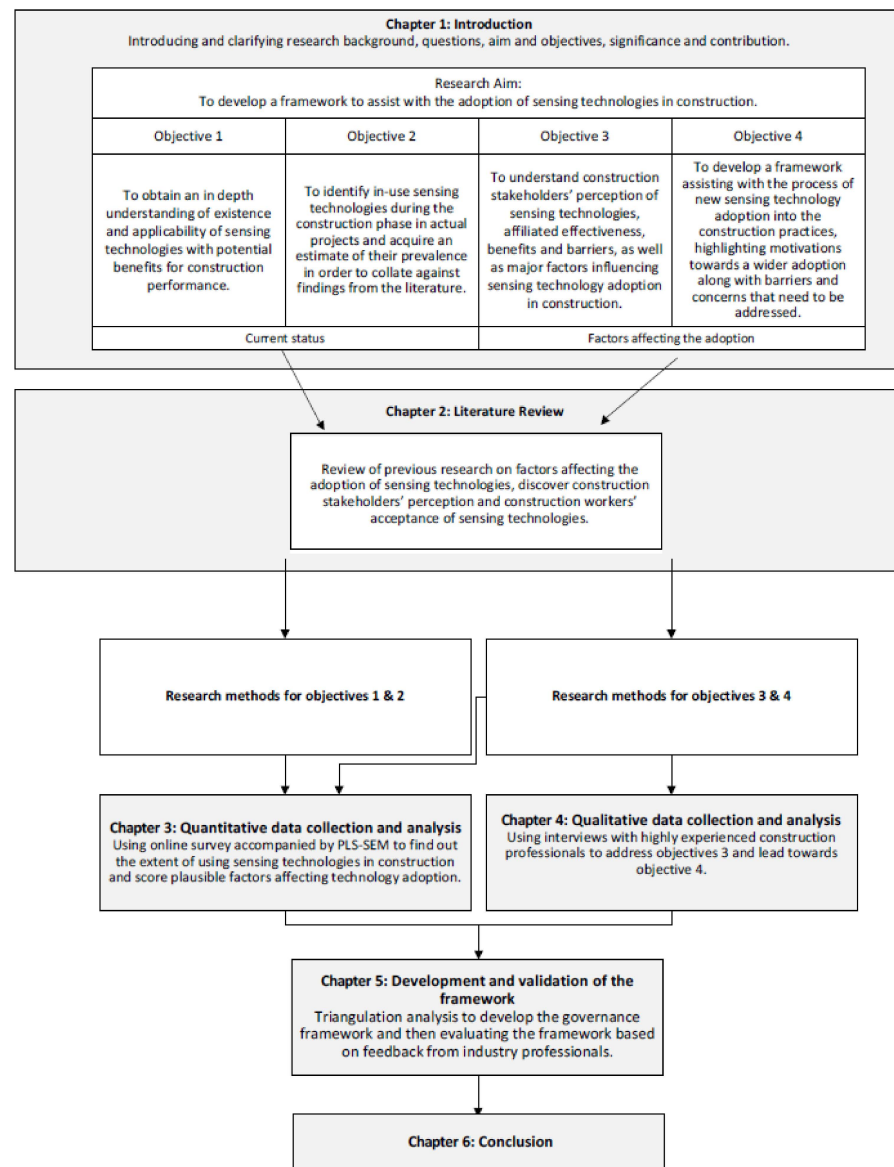 Chapter 1: Introduction
Introducing and clarifying research background, questions, aim and objectives, significance and contribution.
Research Aim:
To develop a framework to assist with the adoption of sensing technologies in construction.
Objective 1
Objective 2
Objective 3
Objective 4
To obtain an in depth
understanding of existence
and applicability of sensing
technologies with potential
benefits for construction
performance.
To identify in-use sensing
technologies during the
construction phase in actual
projects and acquire an
estimate of their prevalence
in order to collate against
findings from the literature.
To understand construction
stakeholders' perception of
sensing technologies,
affiliated effectiveness,
benefits and barriers, as well
as major factors influencing
sensing technology adoption
in construction.
To develop a framework
assisting with the process of
new sensing technology
adoption into the
construction practices,
highlighting motivations
towards a wider adoption
along with barriers and
concerns that need to be
addressed.
Current status
Factors affecting the adoption
Chapter 2: Literature Review
Review of previous research on factors affecting the
adoption of sensing technologies, discover construction
stakeholders' perception and construction workers'
acceptance of sensing technologies.
Research methods for objectives 1 & 2
Research methods for objectives 3 & 4
Chapter 3: Quantitative data collection and analysis
Using online survey accompanied by PLS-SEM to find out
the extent of using sensing technologies in construction
and score plausible factors affecting technology adoption.
Chapter 4: Qualitative data collection and analysis
Using interviews with highly experienced construction
professionals to address objectives 3 and lead towards
objective 4.
Chapter 5: Development and validation of the
framework
Triangulation analysis to develop the governance
framework and then evaluating the framework based
on feedback from industry professionals.
Chapter 6: Conclusion